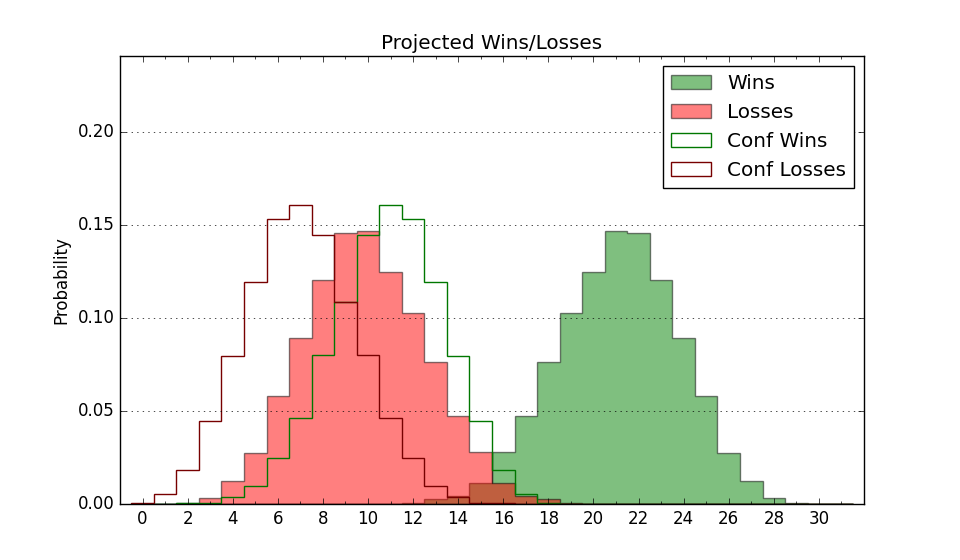 Projected Wins/Losses
Wins
Losses
Conf Wins
Conf Losses
Probability
0.20
0.15
0.10
0.05
0.00
0 2 4 6 8 10 12 14 16 18 20 22 24 26 28 30